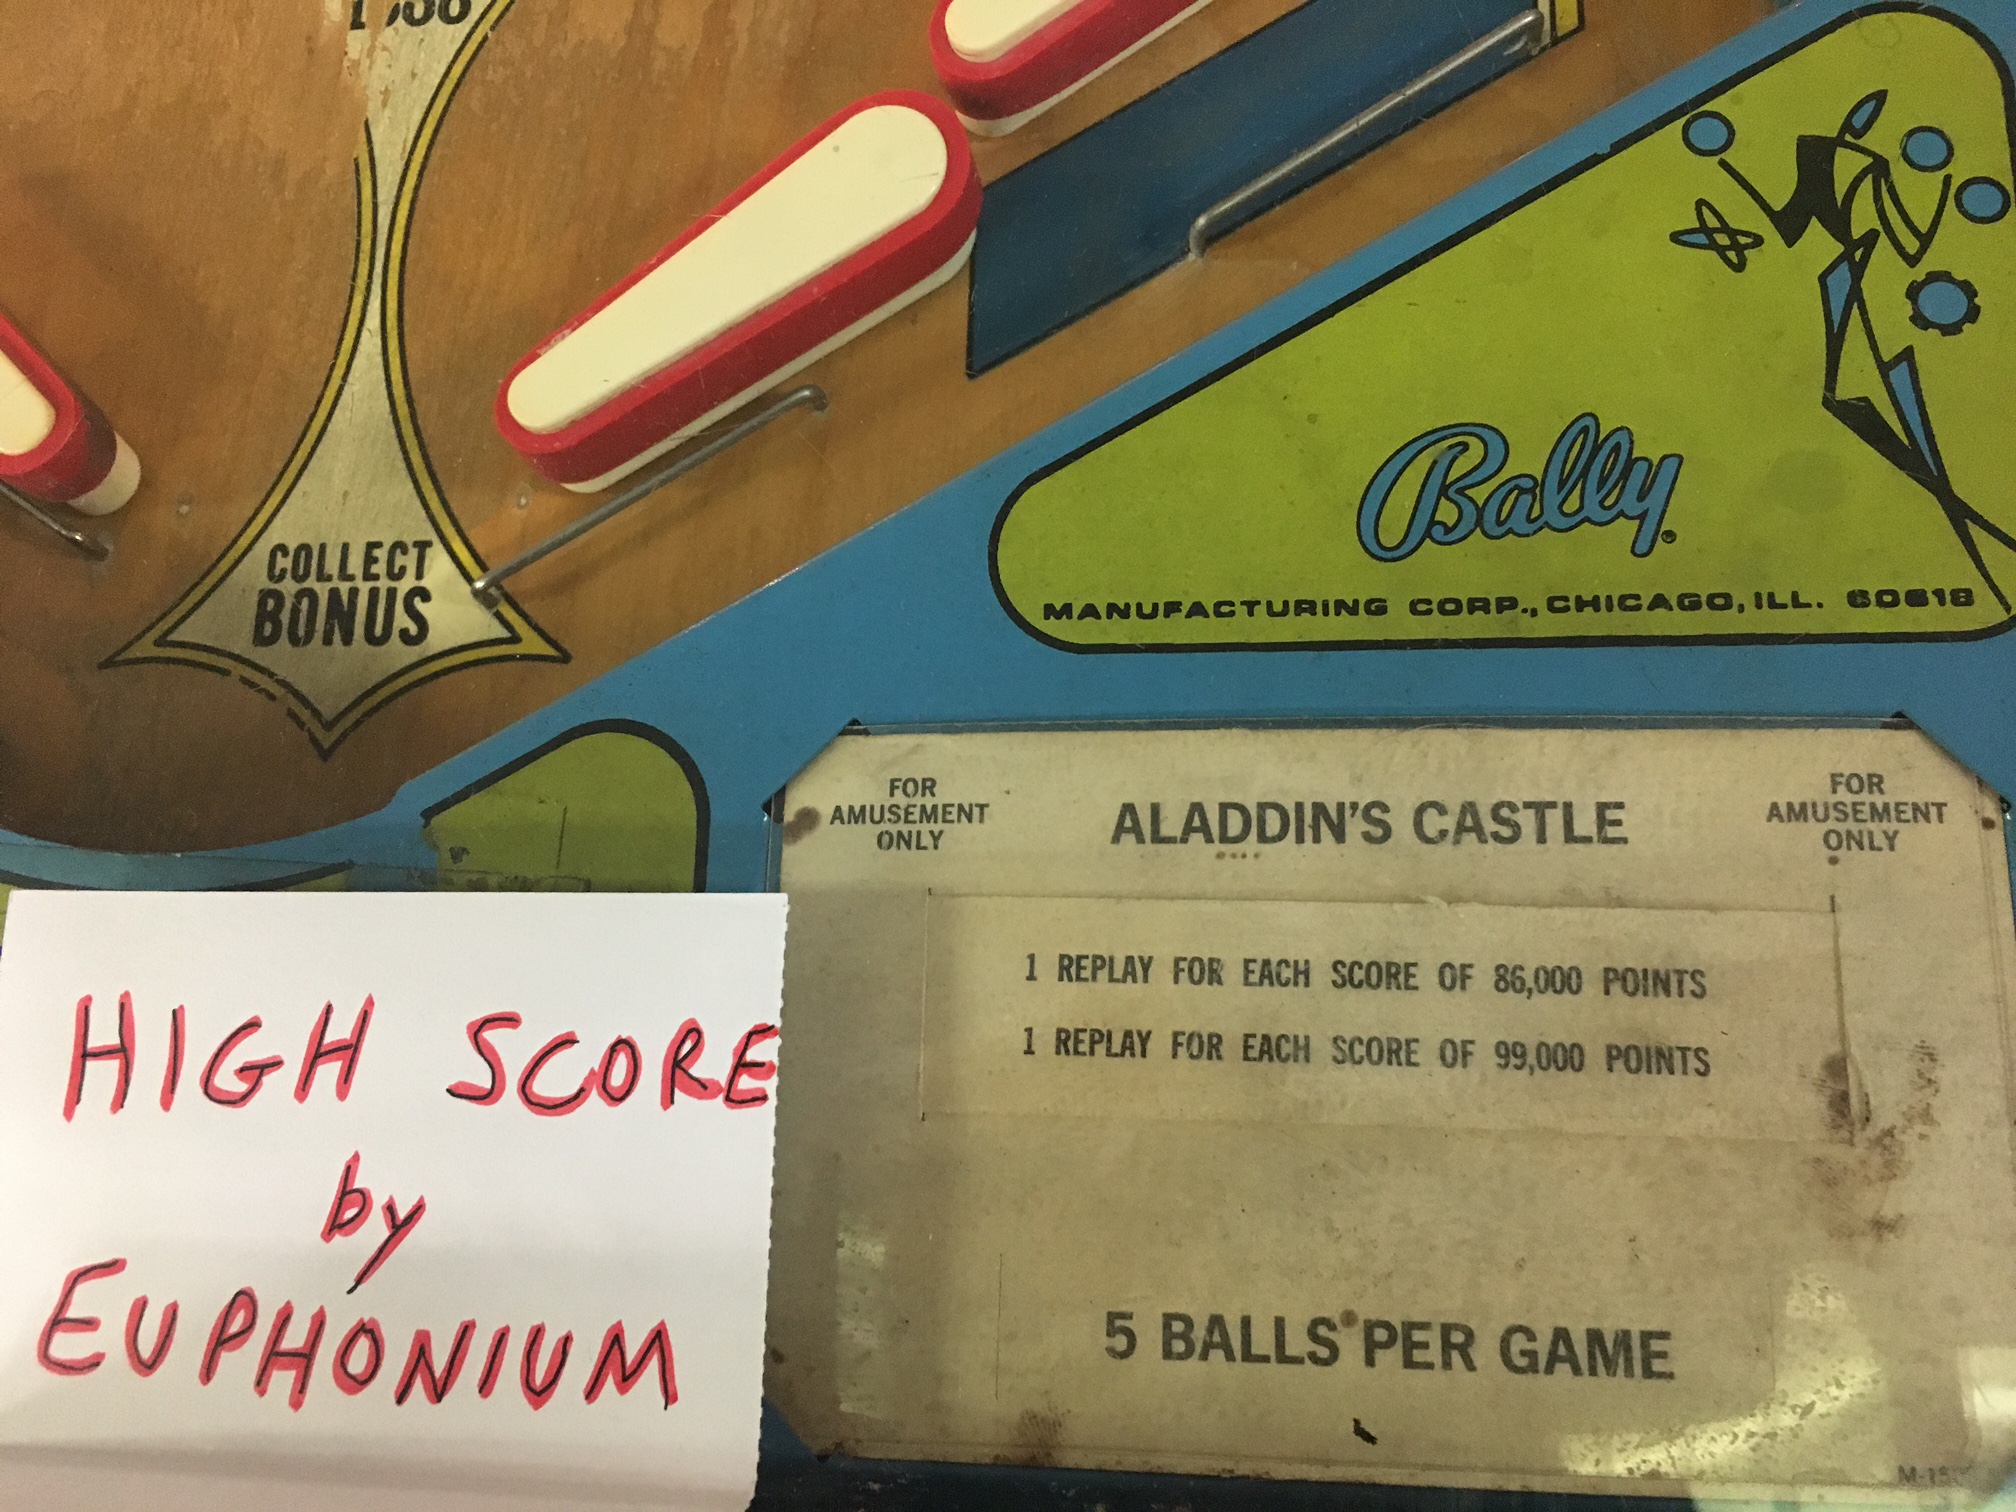 COLLECT
BONUS
Bally
MANUFACTURING CORP., CHICAGO, ILL. 60618
FOR
AMUSEMENT
ONLY
ALADDIN'S CASTLE
FOR
AMUSEMENT
ONLY
1 REPLAY FOR EACH SCORE OF 86,000 POINTS
1 REPLAY FOR EACH SCORE OF 99,000 POINTS
5 BALLS PER GAME
HIGH SCORE
by
EUPHONIUM